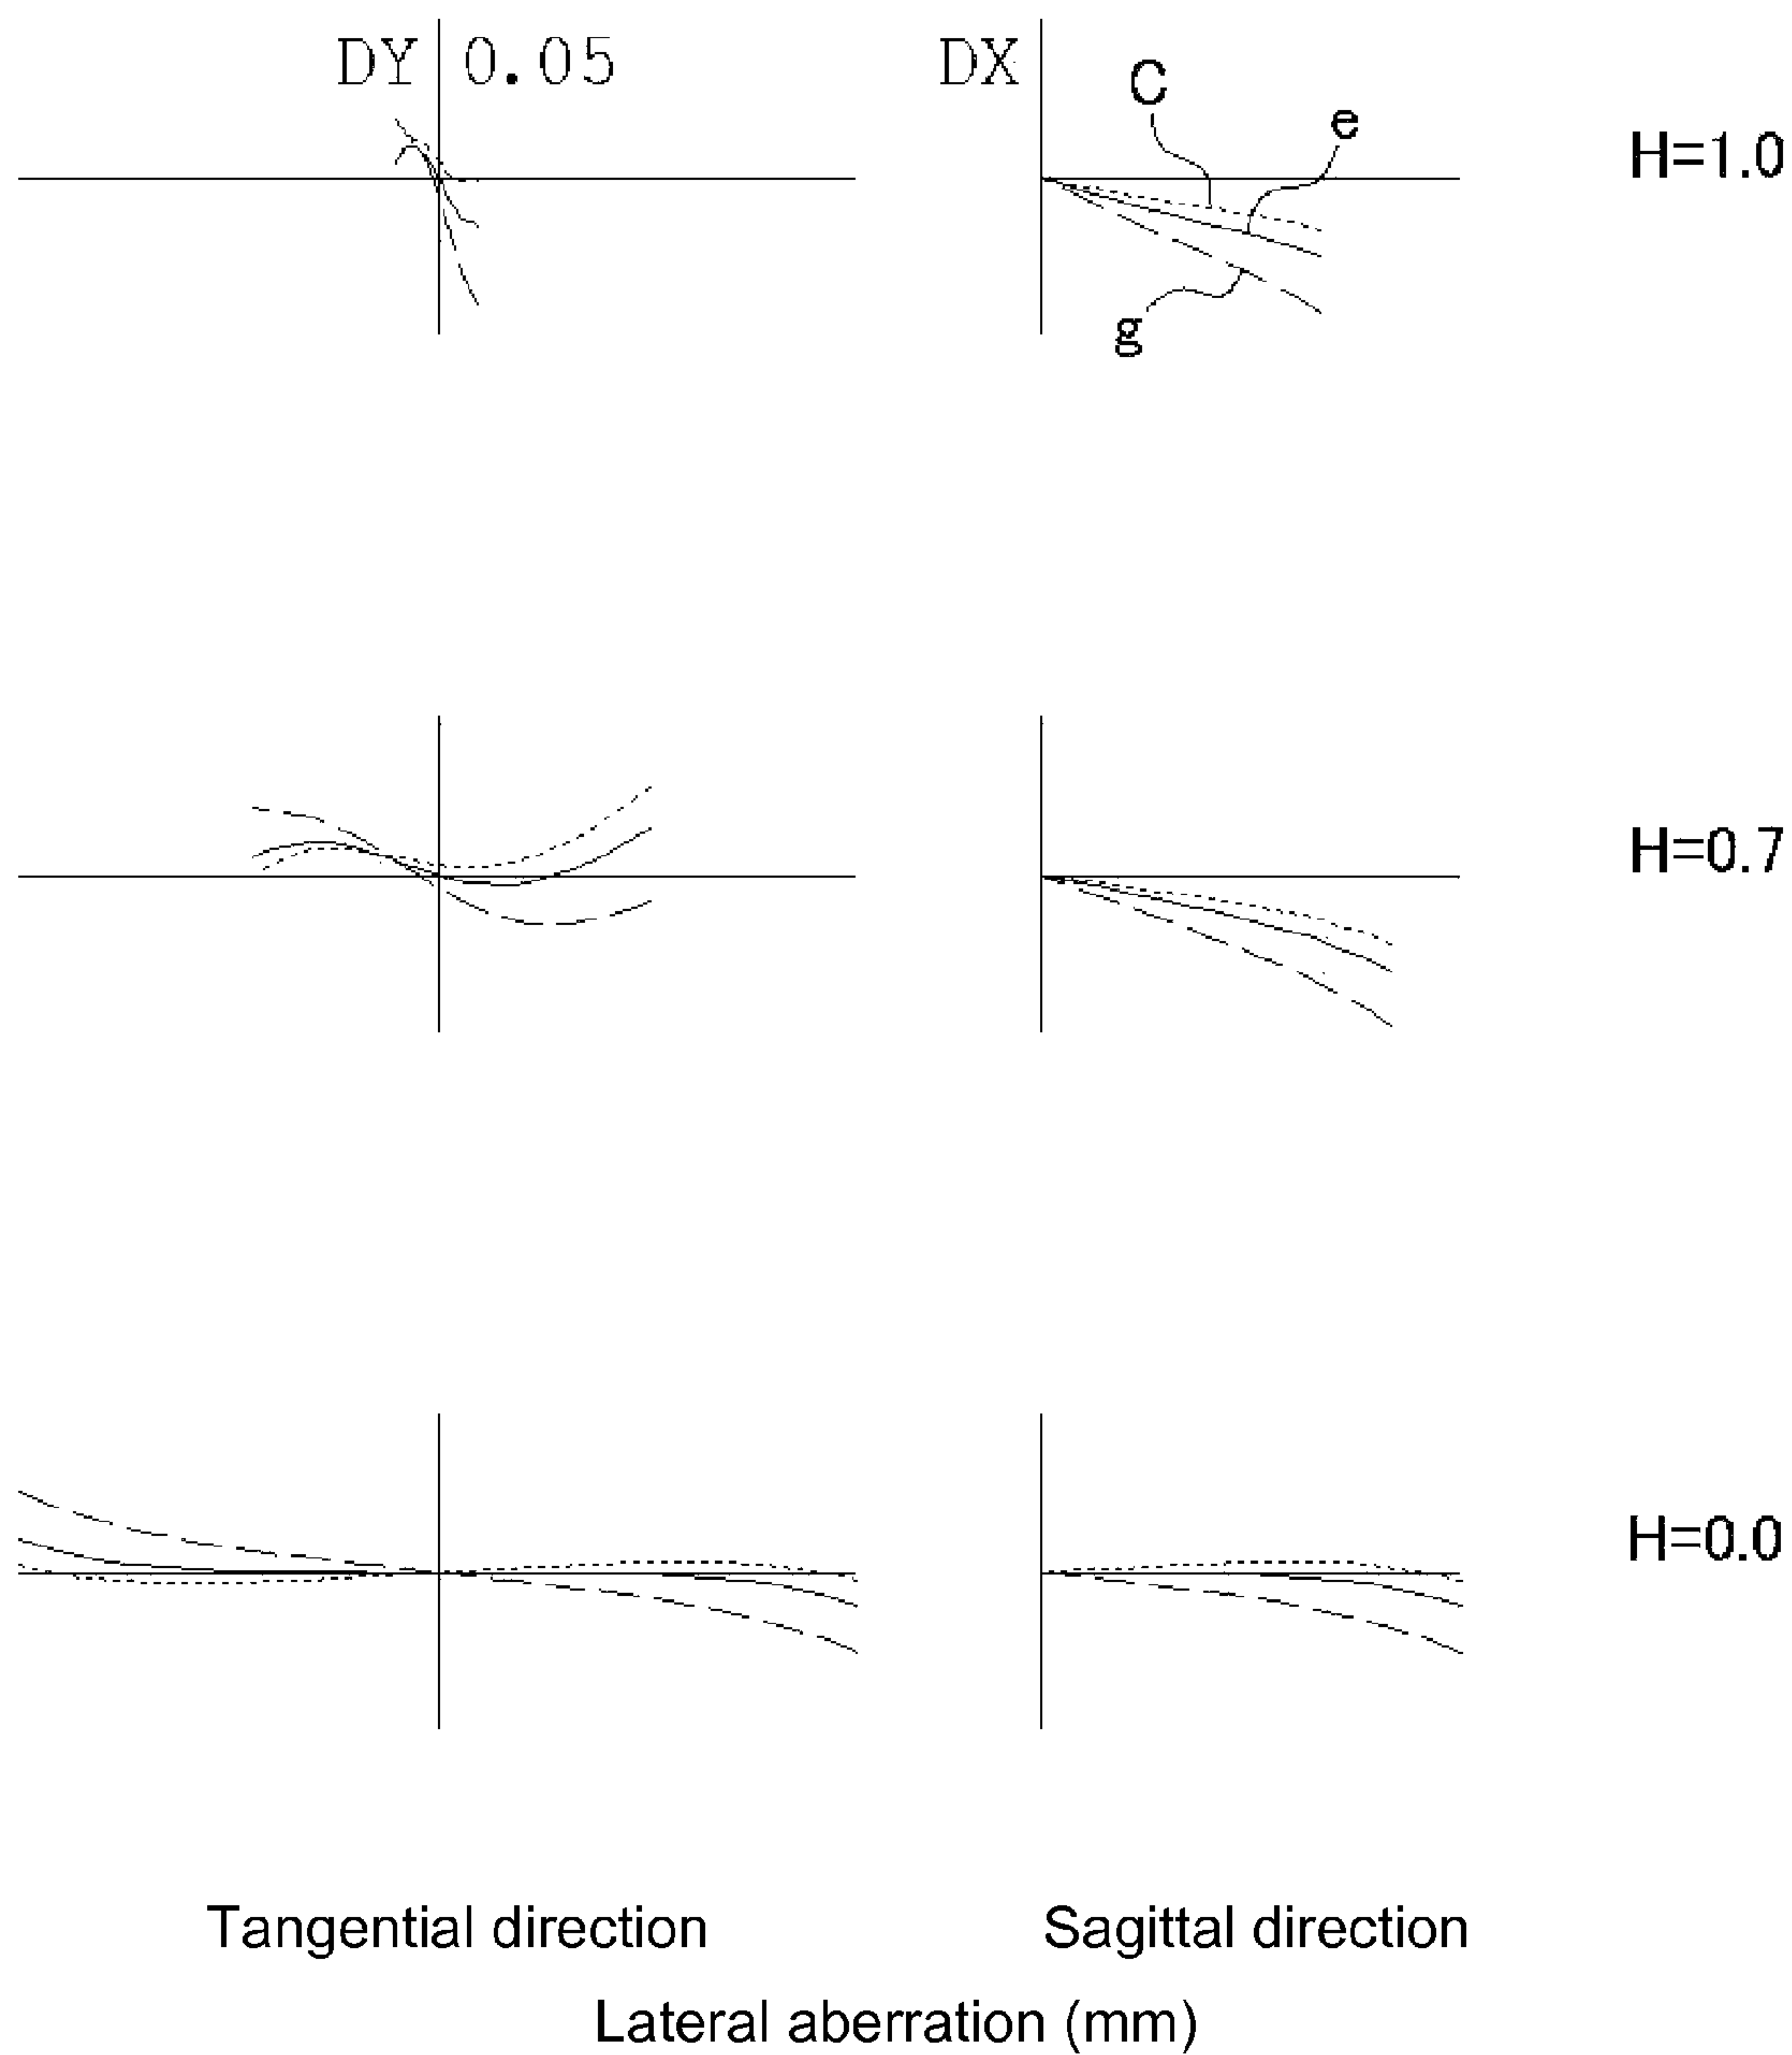 DY 0.05 DX
C
e
H=1.0
g
H=0.7
H=0.0
Tangential direction Sagittal direction
Lateral aberration (mm)